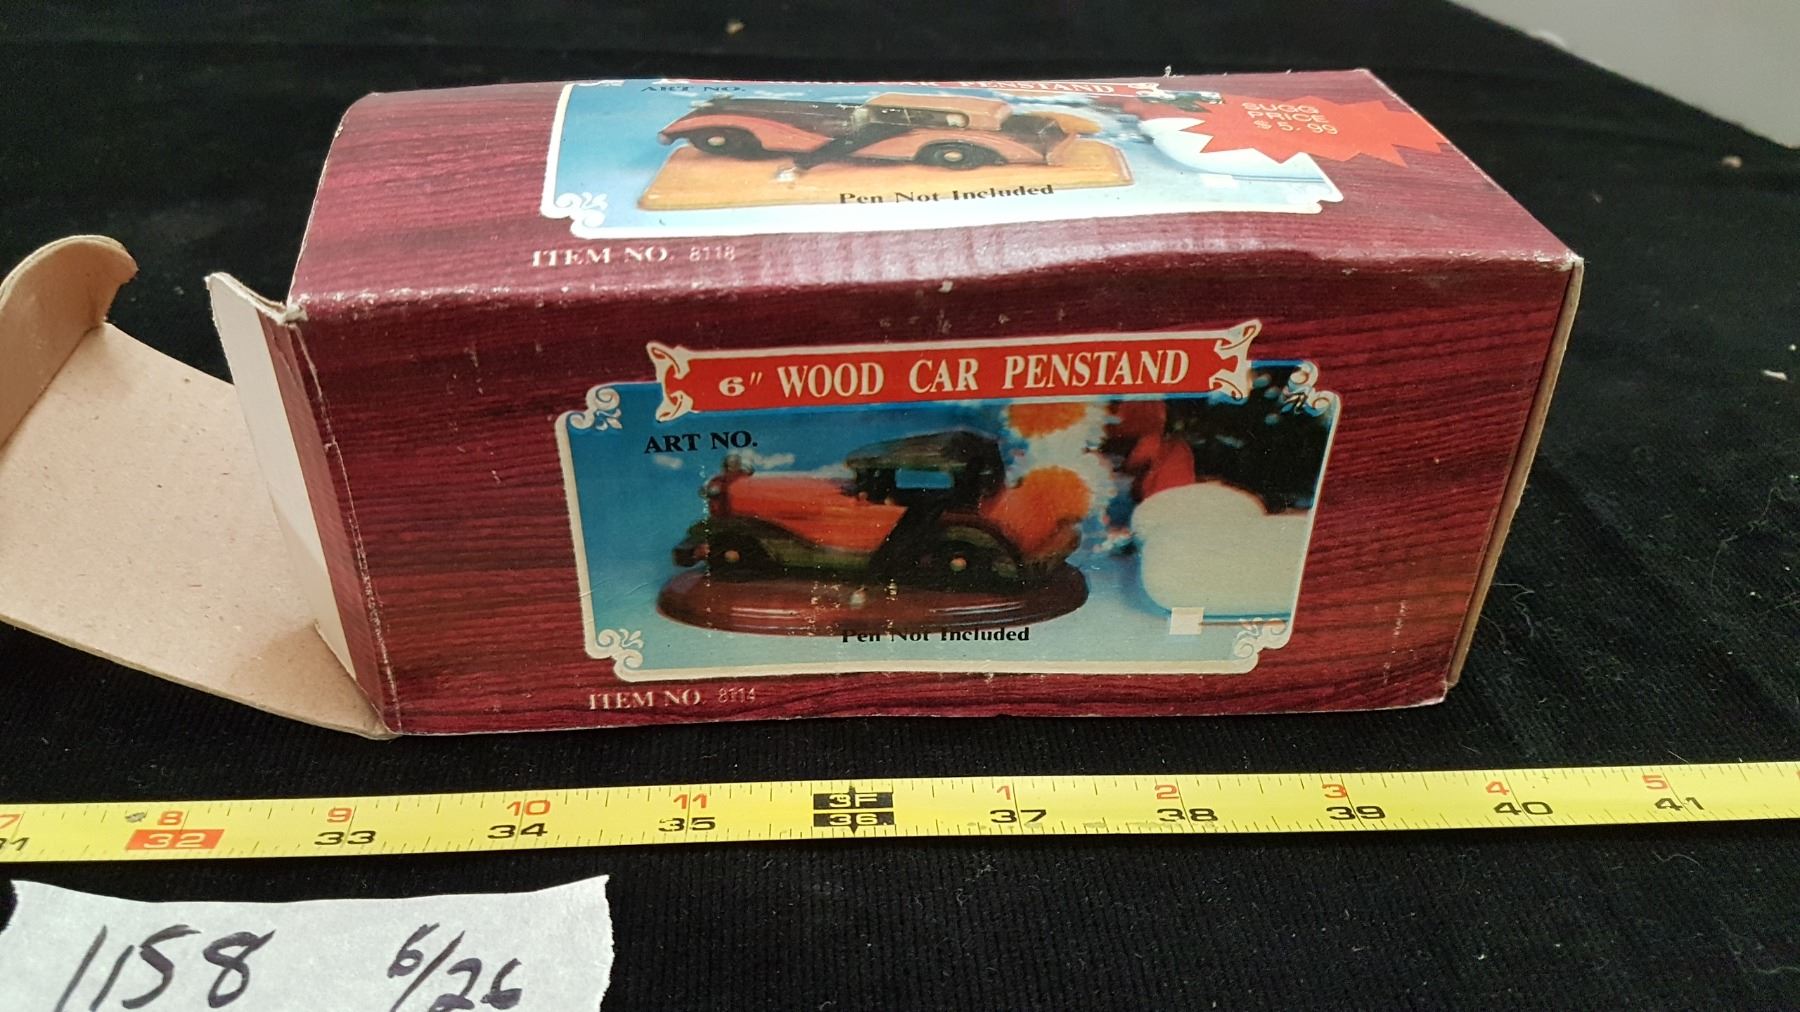 ART NO.
PENSTAND
SUGG
PRICE
$5.99
Pen Not Included
ITEM NO. 8118
6" WOOD CAR PENSTAND
ART NO.
Pen Not Included
ITEM NO. 8114
8 9 10 11 3F 1 2 3 4 5
32 33 34 35 36 37 38 39 40 41
1158 6/26